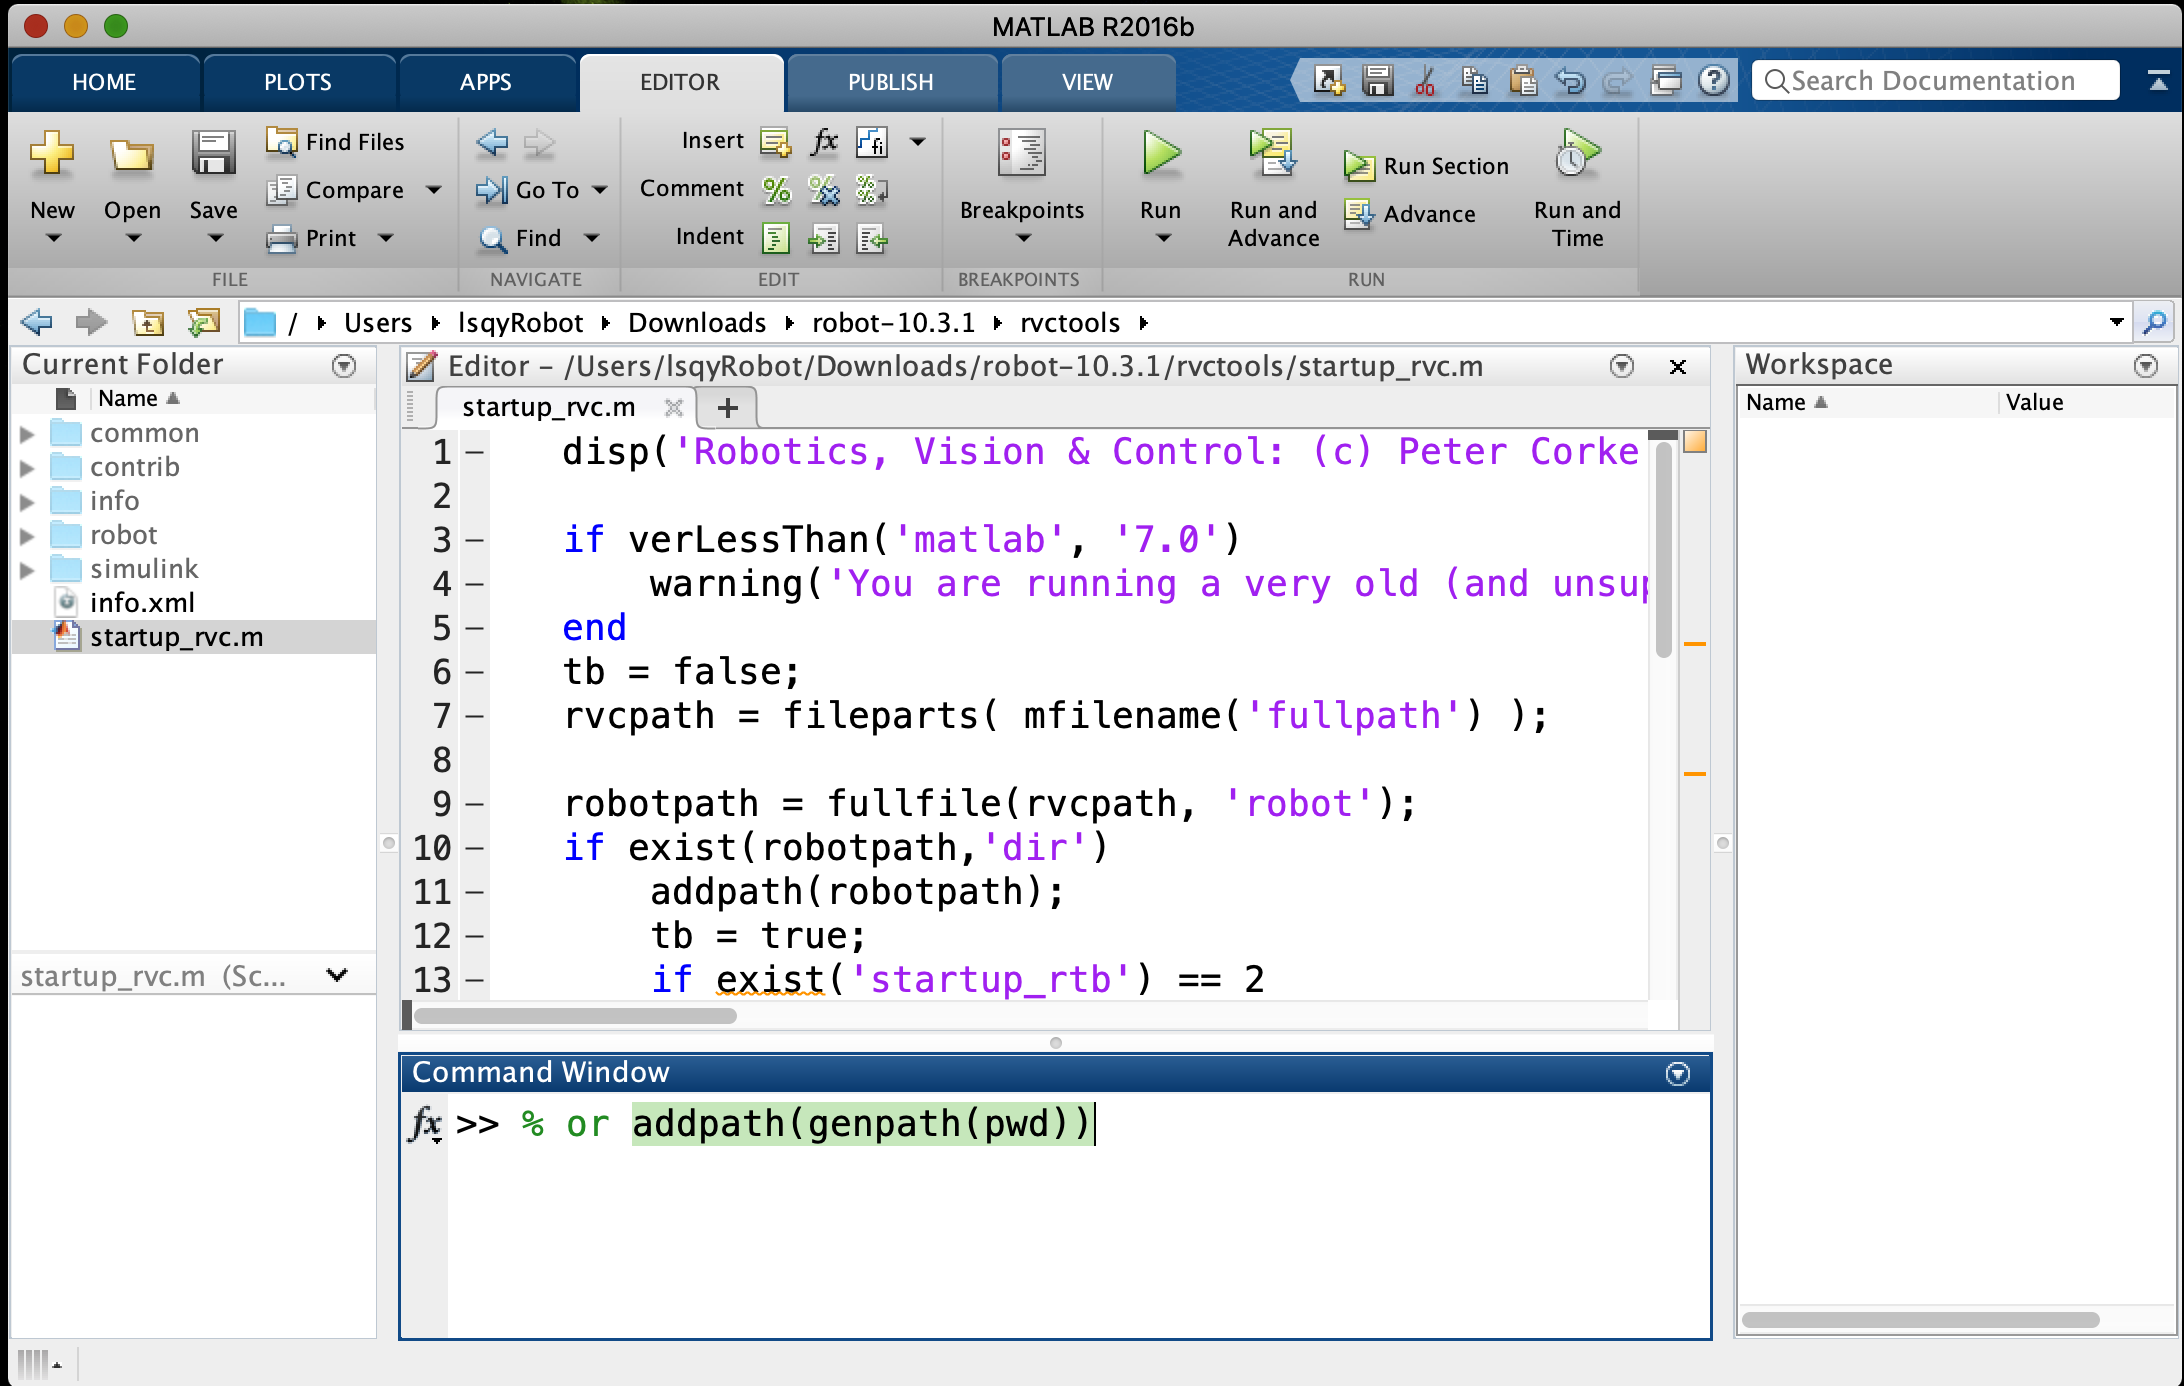 MATLAB R2016b
HOME PLOTS APPS EDITOR PUBLISH VIEW Search Documentation
New
Open
Save
Find Files
Compare
Print
FILE
Go To
Find
NAVIGATE
Insert
Comment
Indent
EDIT
Breakpoints
BREAKPOINTS
Run
Run and
Advance
Run Section
Advance
Run and
Time
RUN
/ Users lsqyRobot Downloads robot-10.3.1 rvctools
Current Folder
Name
common
contrib
info
robot
simulink
info.xml
startup_rvc.m
startup_rvc.m (Sc...
Editor – /Users/lsqyRobot/Downloads/robot-10.3.1/rvctools/startup_rvc.m
startup_rvc.m
1 disp('Robotics, Vision & Control: (c) Peter Corke
2
3 if verLessThan('matlab', '7.0')
4 warning('You are running a very old (and unsup
5 end
6 tb = false;
7 rvcpath = fileparts( mfilename('fullpath') );
8
9 robotpath = fullfile(rvcpath, 'robot');
10 if exist(robotpath,'dir')
11 addpath(robotpath);
12 tb = true;
13 if exist('startup_rtb') == 2
Command Window
fx >> % or addpath(genpath(pwd))
Workspace
Name Value